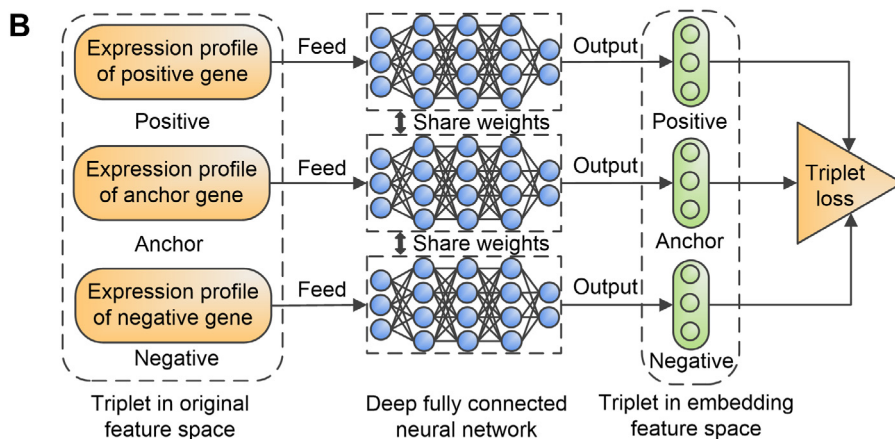 B
Expression profile
of positive gene
Positive
Feed
Output
Positive
Share weights
Expression profile
of anchor gene
Anchor
Feed
Output
Anchor
Triplet
loss
Share weights
Expression profile
of negative gene
Negative
Feed
Output
Negative
Triplet in original
feature space
Deep fully connected
neural network
Triplet in embedding
feature space